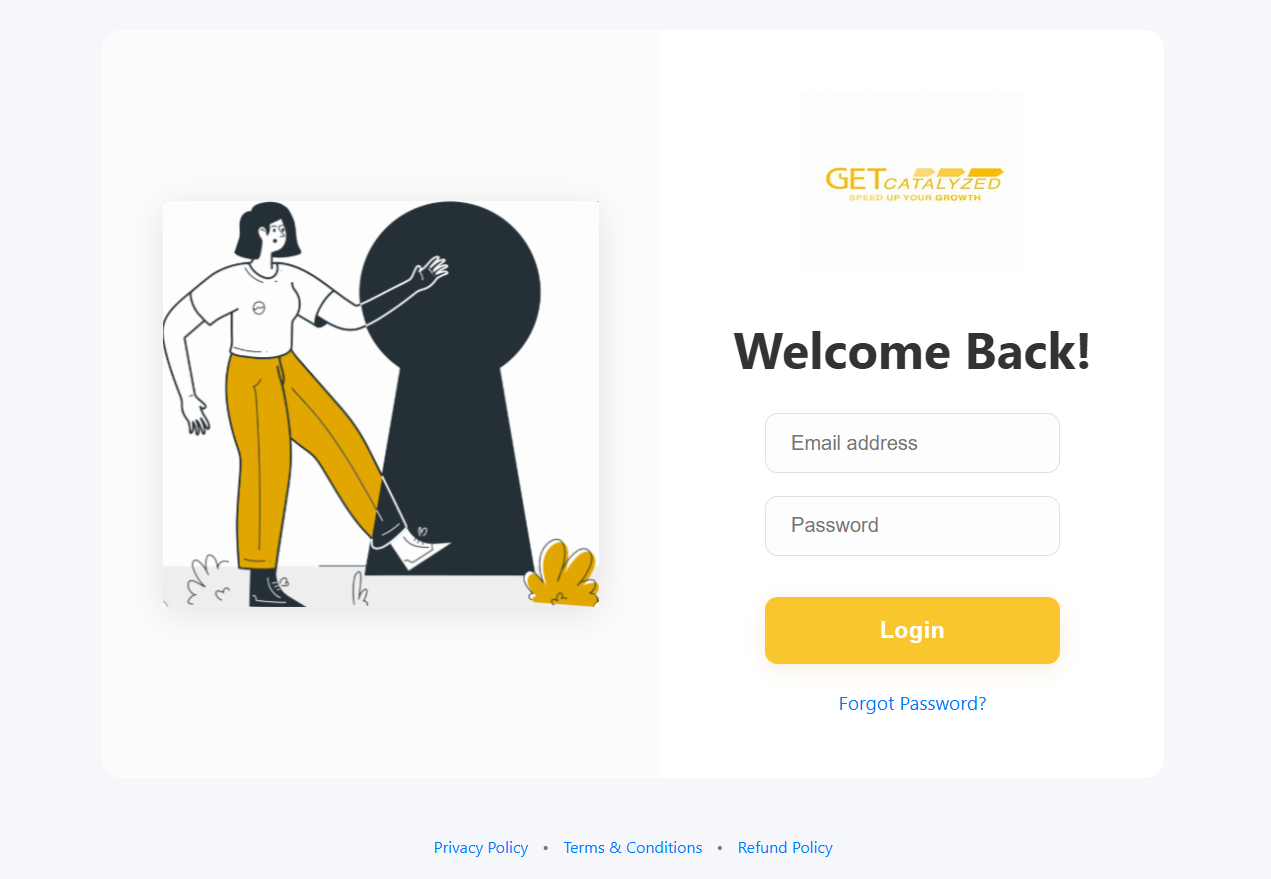 GETCATALYZED
SPEED UP YOUR GROWTH
Welcome Back!
Email address
Password
Login
Forgot Password?
Privacy Policy • Terms & Conditions • Refund Policy